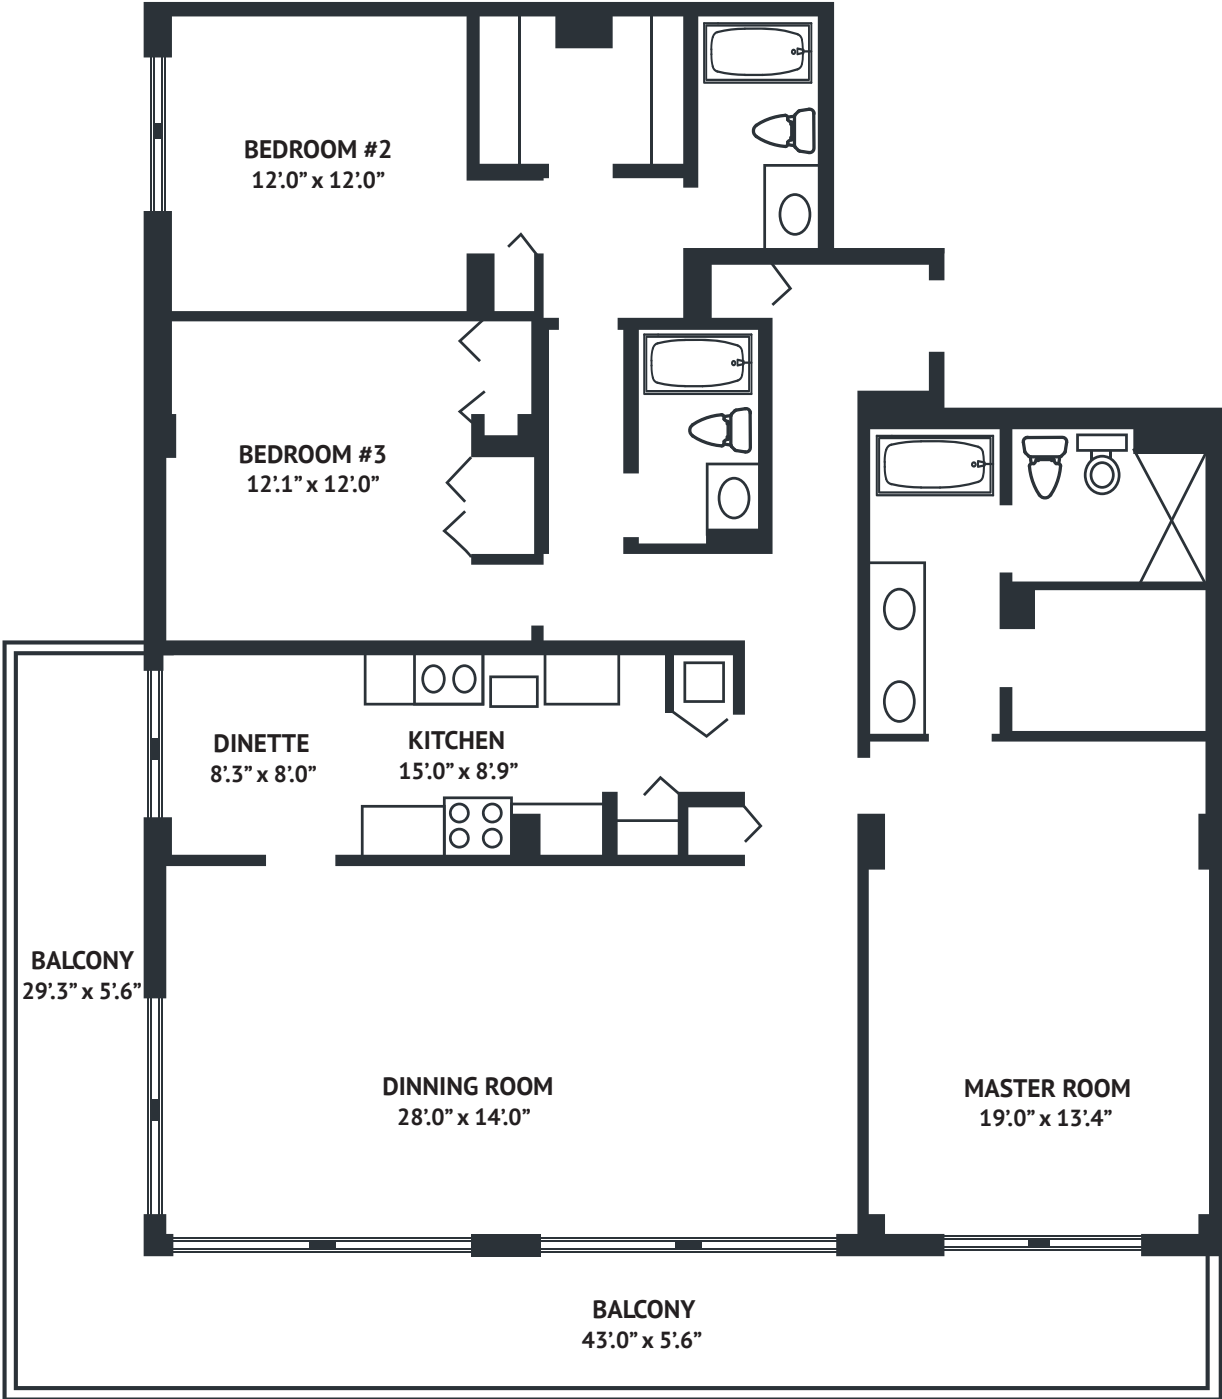 BEDROOM #2
12'.0” x 12'.0”
BEDROOM #3
12'.1” x 12'.0”
DINETTE
8'.3” x 8'.0”
KITCHEN
15'.0” x 8'.9”
BALCONY
29'.3” x 5'.6”
DINNING ROOM
28'.0” x 14'.0”
MASTER ROOM
19'.0” x 13'.4”
BALCONY
43'.0” x 5'.6”